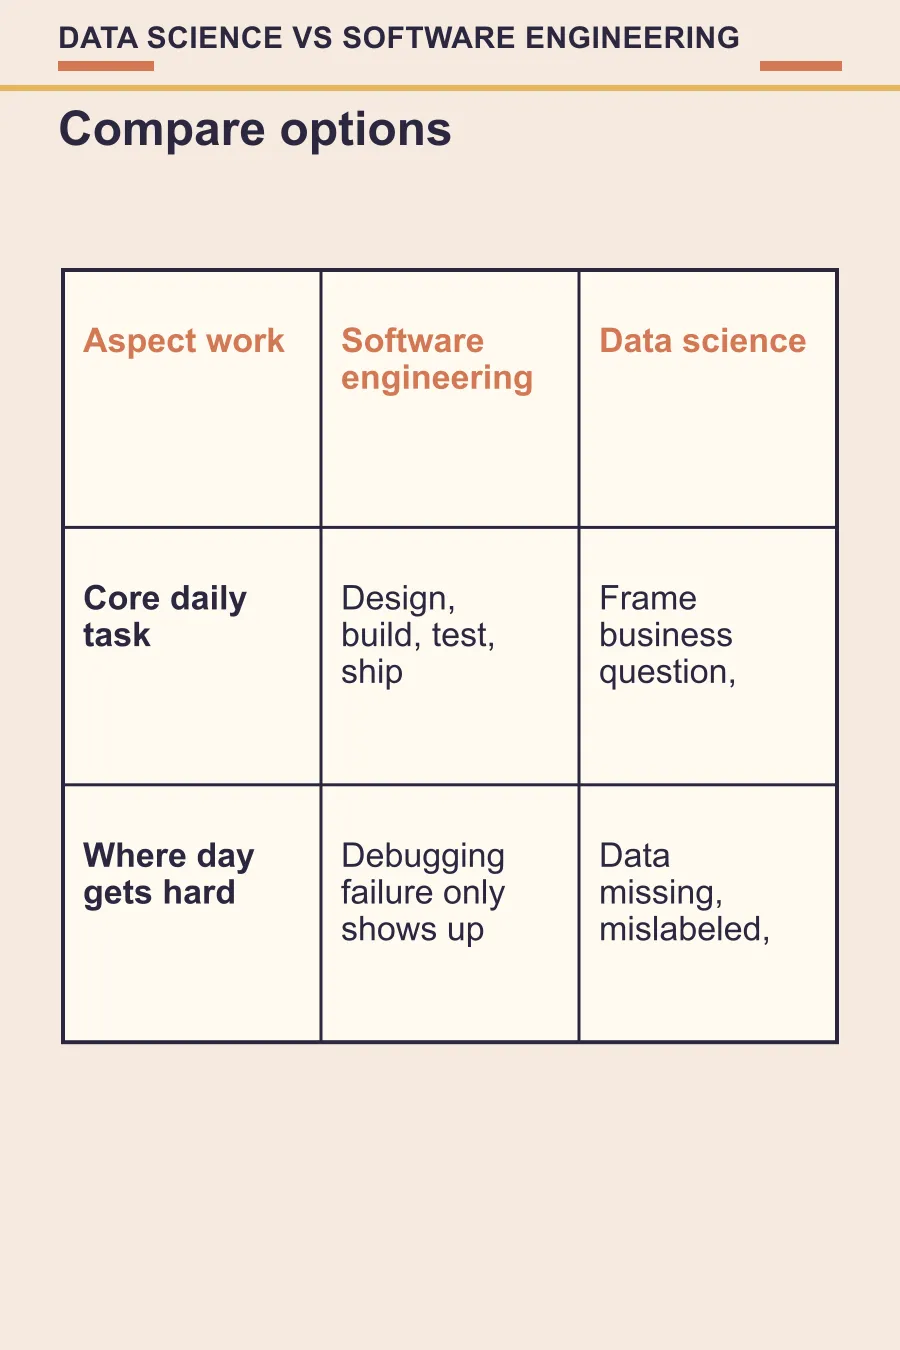 DATA SCIENCE VS SOFTWARE ENGINEERING
Compare options
Aspect work
Software
engineering
Data science
Core daily
task
Design,
build, test,
ship
Frame
business
question,
Where day
gets hard
Debugging
failure only
shows up
Data
missing,
mislabeled,